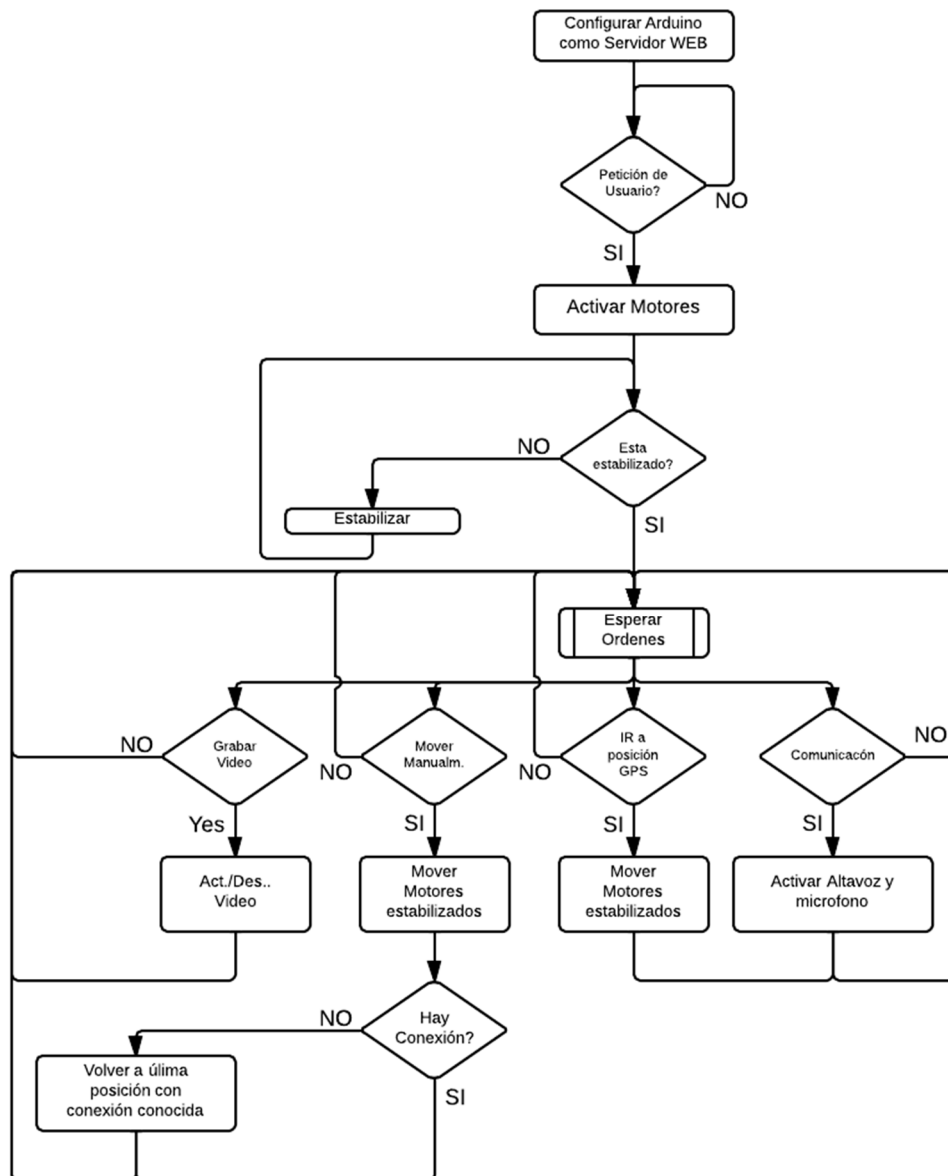 Configurar Arduino
como Servidor WEB
Petición de
Usuario?
NO
SI
Activar Motores
NO
Esta
estabilizado?
Estabilizar
SI
Esperar
Ordenes
NO
Grabar
Video
NO
Mover
Manualm.
NO
IR a
posición
GPS
Comunicacón
NO
Yes
SI
SI
SI
Act./Des..
Video
Mover
Motores
estabilizados
Mover
Motores
estabilizados
Activar Altavoz y
microfono
NO
Hay
Conexión?
Volver a úlima
posición con
conexión conocida
SI